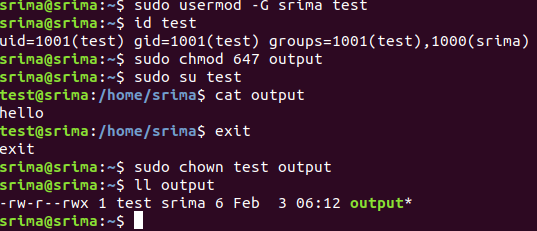 srima@srima:~$ sudo usermod -G srima test
srima@srima:~$ id test
uid=1001(test) gid=1001(test) groups=1001(test),1000(srima)
srima@srima:~$ sudo chmod 647 output
srima@srima:~$ sudo su test
test@srima:/home/srima$ cat output
hello
test@srima:/home/srima$ exit
exit
srima@srima:~$ sudo chown test output
srima@srima:~$ ll output
-rw-r--rwx 1 test srima 6 Feb  3 06:12 output*
srima@srima:~$